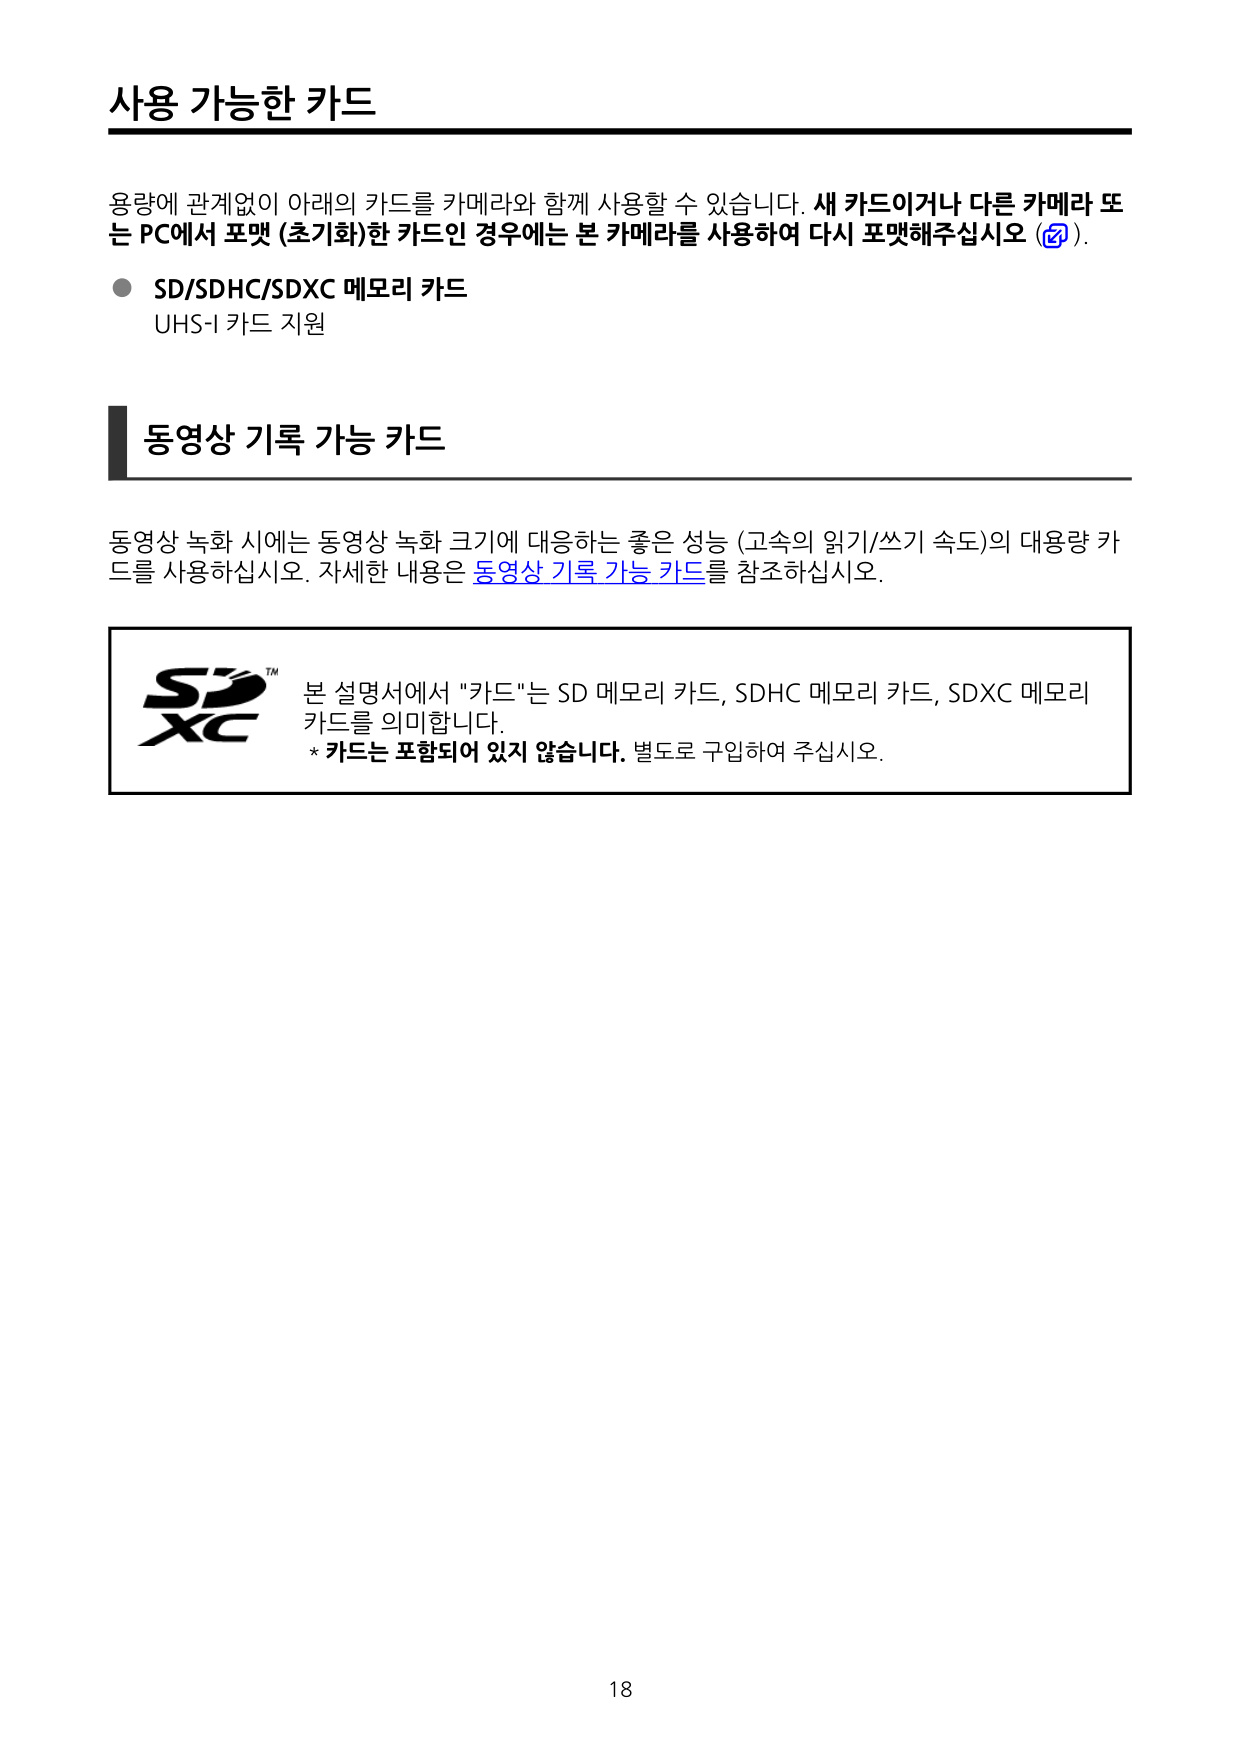 사용 가능한 카드
용량에 관계없이 아래의 카드를 카메라와 함께 사용할 수 있습니다. 새 카드이거나 다른 카메라 또
는 PC에서 포맷 (초기화)한 카드인 경우에는 본 카메라를 사용하여 다시 포맷해주십시오 ( ).
● SD/SDHC/SDXC 메모리 카드
UHS-I 카드 지원
동영상 기록 가능 카드
동영상 녹화 시에는 동영상 녹화 크기에 대응하는 좋은 성능 (고속의 읽기/쓰기 속도)의 대용량 카
드를 사용하십시오. 자세한 내용은 동영상 기록 가능 카드를 참조하십시오.
SD XC ™
본 설명서에서 "카드"는 SD 메모리 카드, SDHC 메모리 카드, SDXC 메모리
카드를 의미합니다.
* 카드는 포함되어 있지 않습니다. 별도로 구입하여 주십시오.
18